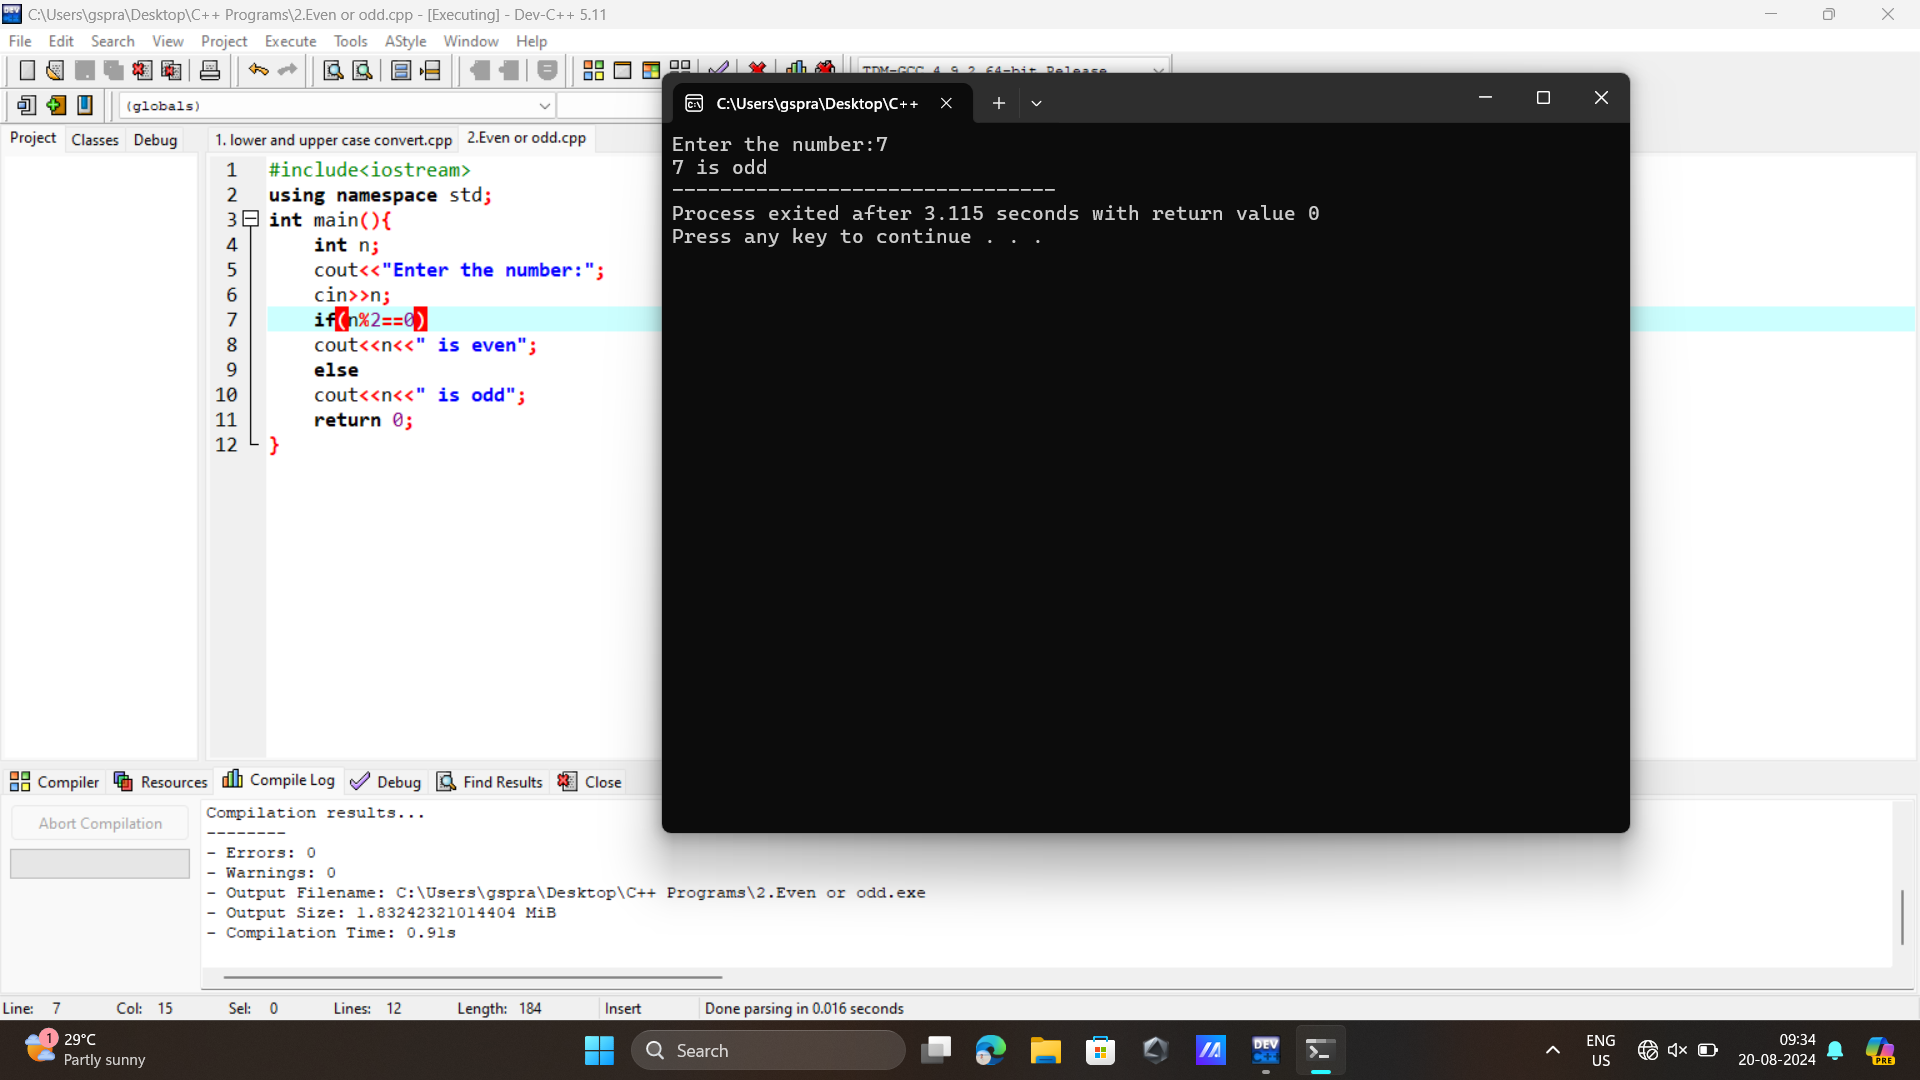 C:\Users\gspra\Desktop\C++ Programs\2.Even or odd.cpp - [Executing] - Dev-C++ 5.11
File Edit Search View Project Execute Tools AStyle Window Help
TDM-GCC 4.9.2 64-bit Release
(globals)
Project Classes Debug
1. lower and upper case convert.cpp 2.Even or odd.cpp
1 #include<iostream>
2 using namespace std;
3 int main(){
4 int n;
5 cout<<"Enter the number:";
6 cin>>n;
7 if(n%2==0)
8 cout<<n<<" is even";
9 else
10 cout<<n<<" is odd";
11 return 0;
12 }
C:\Users\gspra\Desktop\C++
Enter the number:7
7 is odd
--------------------------------
Process exited after 3.115 seconds with return value 0
Press any key to continue . . .
Compiler Resources Compile Log Debug Find Results Close
Abort Compilation
Compilation results...
--------
- Errors: 0
- Warnings: 0
- Output Filename: C:\Users\gspra\Desktop\C++ Programs\2.Even or odd.exe
- Output Size: 1.83242321014404 MiB
- Compilation Time: 0.91s
Line: 7 Col: 15 Sel: 0 Lines: 12 Length: 184 Insert Done parsing in 0.016 seconds
1
29°C
Partly sunny
Search
DEV
C++
ENG
US
09:34
20-08-2024
PRE